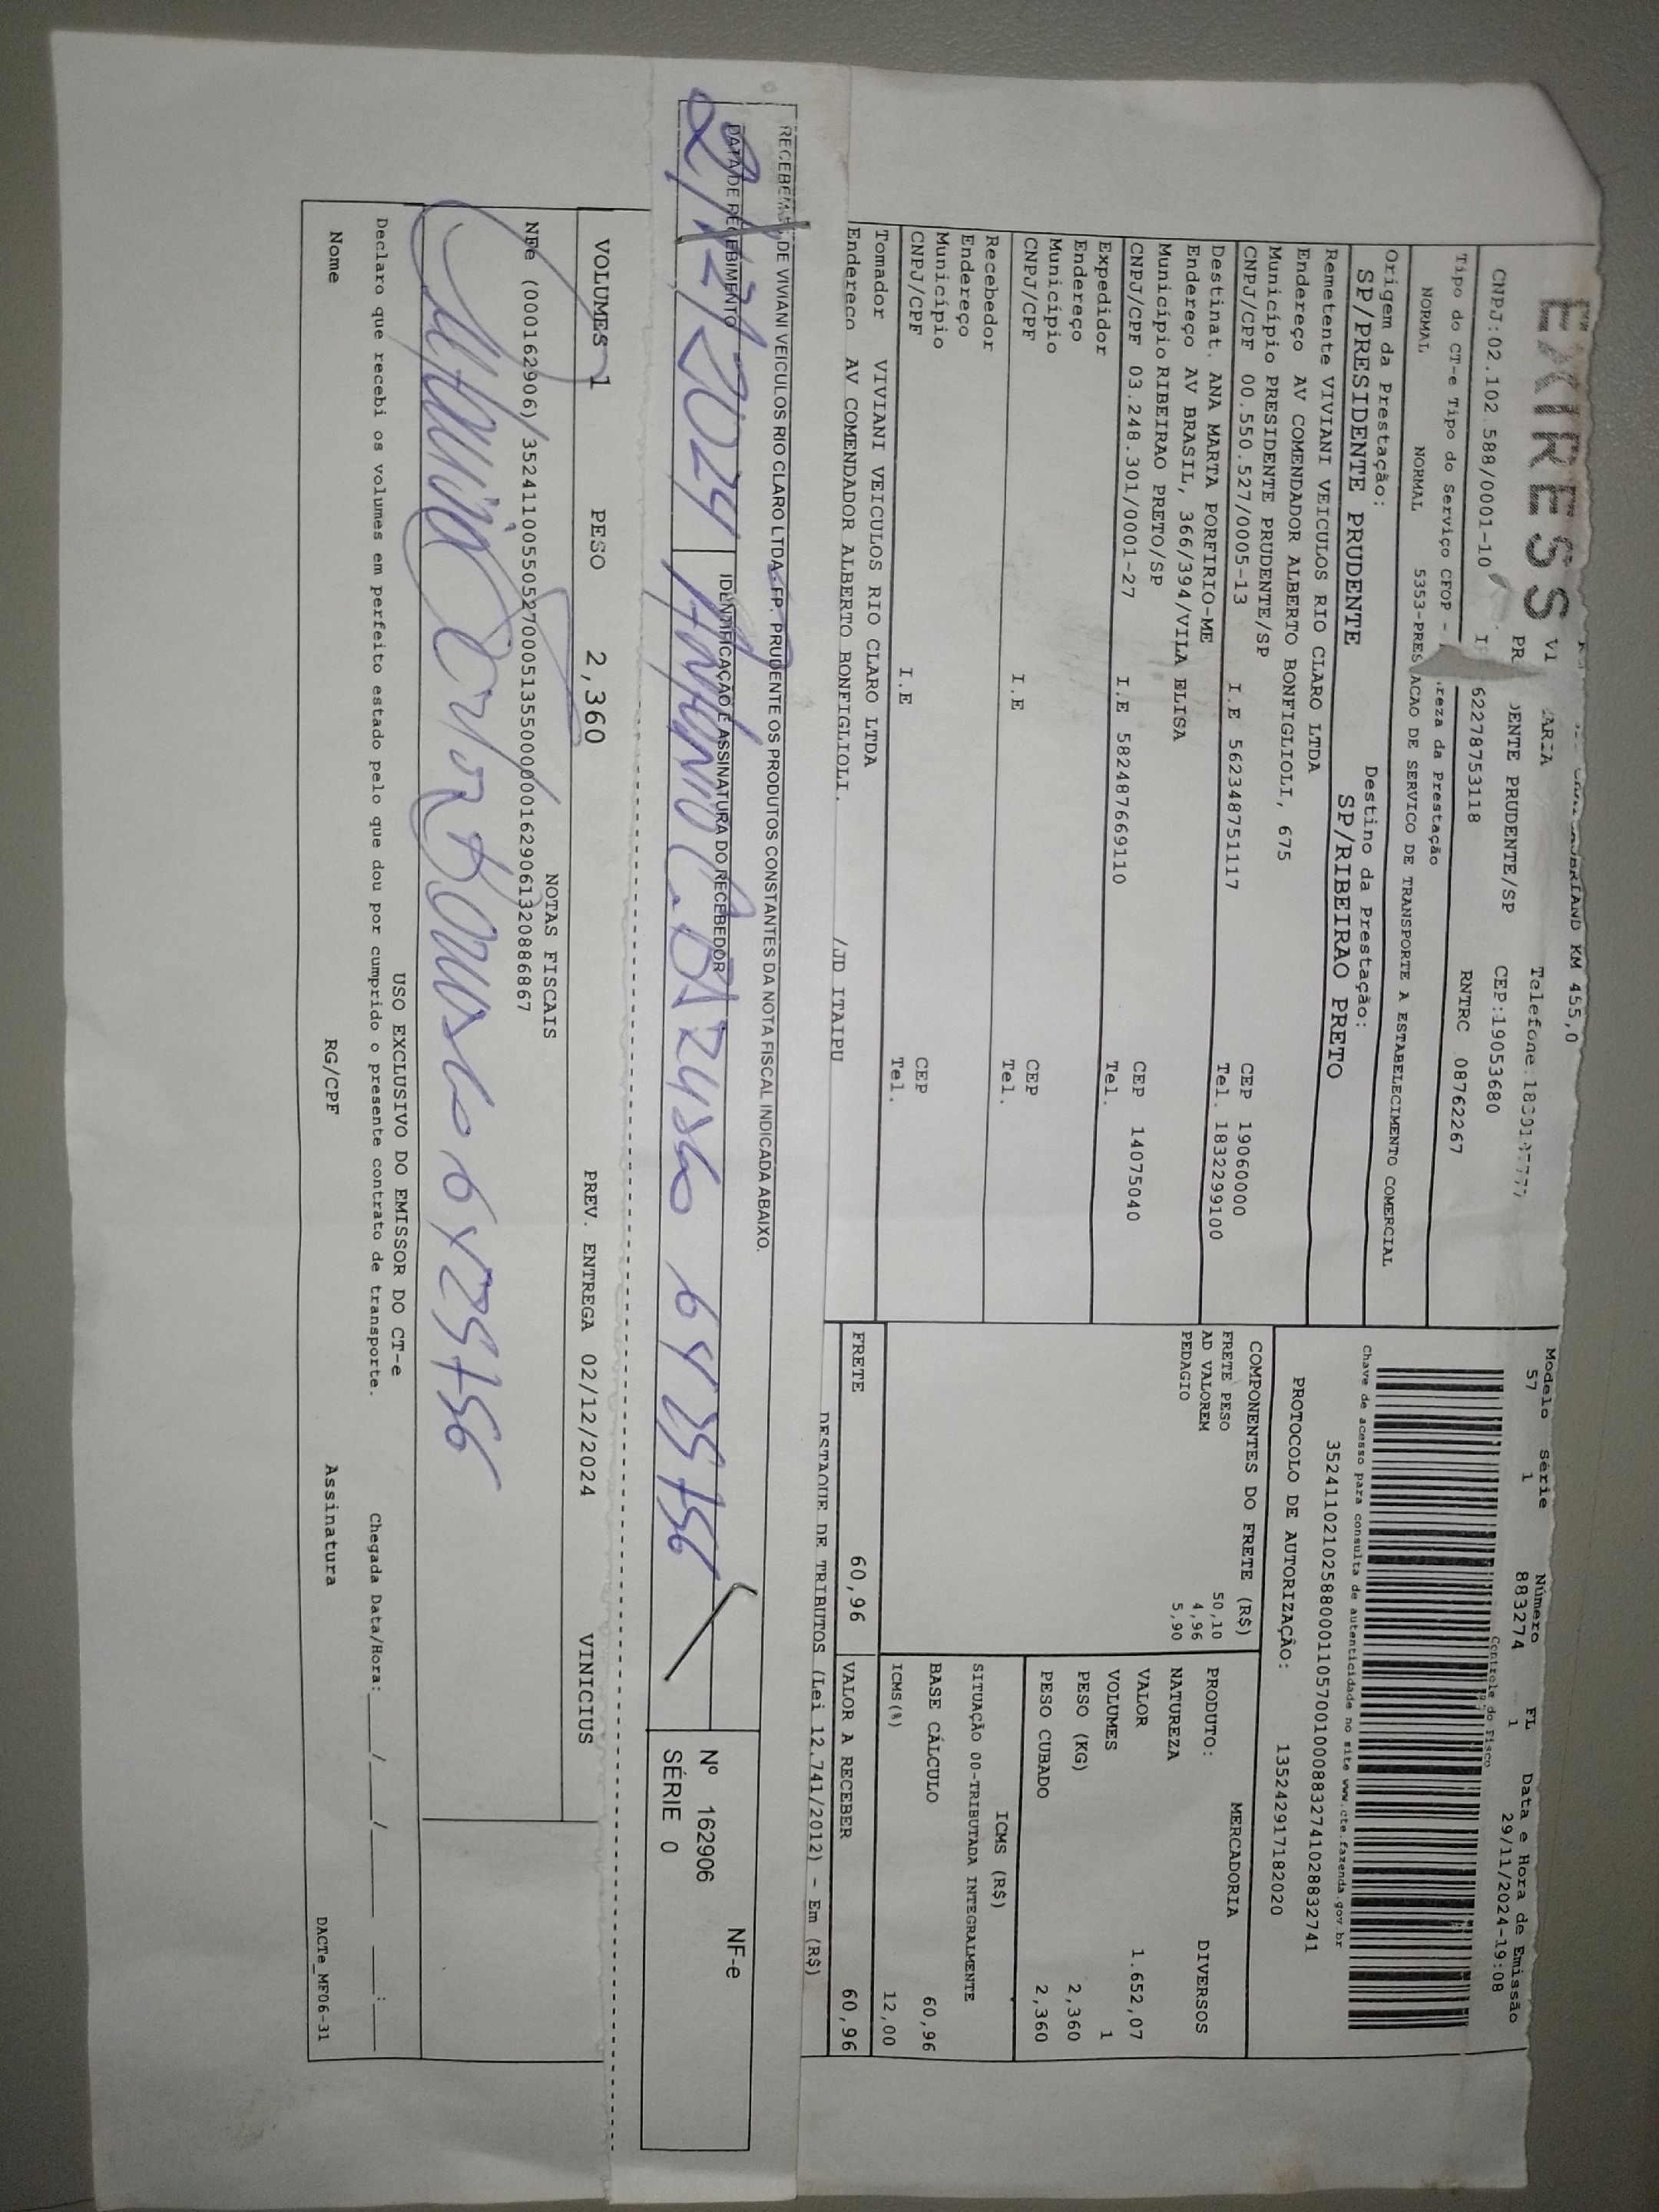 EXPRESS
KM 455,0
CNPJ:02.102.588/0001-10
DENTE PRUDENTE/SP
CEP:19053680
62278753118
RNTRC 08762267
Tipo do CT-e Tipo do Serviço CFOP - reza da Prestação
NORMAL NORMAL 5353-PRESTACAO DE SERVICO DE TRANSPORTE A ESTABELECIMENTO COMERCIAL
Origem da Prestação: Destino da Prestação:
SP/PRESIDENTE PRUDENTE SP/RIBEIRAO PRETO
Remetente VIVIANI VEICULOS RIO CLARO LTDA
Endereço AV COMENDADOR ALBERTO BONFIGLIOLI, 675
Município PRESIDENTE PRUDENTE/SP CEP 19060000
CNPJ/CPF 00.550.527/0005-13 I.E 562348751117 Tel. 1832299100
Destinat. ANA MARTA PORFIRIO-ME
Endereço AV BRASIL, 366/394/VILA ELISA
Município RIBEIRAO PRETO/SP CEP 14075040
CNPJ/CPF 03.248.301/0001-27 I.E 582487669110 Tel.
Expedidor
Endereço
Município CEP
CNPJ/CPF I.E Tel.
Recebedor
Endereço
Município CEP
CNPJ/CPF I.E Tel.
Tomador VIVIANI VEICULOS RIO CLARO LTDA
Endereço AV COMENDADOR ALBERTO BONFIGLIOLI. /JD ITAIPU
Modelo Série Número FL Data e Hora de Emissão
57 1 883274 1 29/11/2024-19:08
Controle do Fisco
Chave de acesso para consulta de autenticidade no site www.cte.fazenda.gov.br
35241102102588000110570010008832741028832741
PROTOCOLO DE AUTORIZAÇÃO: 135242917182020
COMPONENTES DO FRETE (R$)
FRETE PESO 50,10
AD VALOREM 4,96
PEDAGIO 5,90
MERCADORIA
PRODUTO: DIVERSOS
NATUREZA
VALOR 1.652,07
VOLUMES 1
PESO (KG) 2,360
PESO CUBADO 2,360
ICMS (R$)
SITUAÇÃO 00-TRIBUTADA INTEGRALMENTE
BASE CÁLCULO 60,96
ICMS(%) 12,00
FRETE 60,96 VALOR A RECEBER 60,96
DESTAQUE DE TRIBUTOS (Lei 12.741/2012) - Em (R$)
RECEBEMOS DE VIVIANI VEICULOS RIO CLARO LTDA-FP. PRUDENTE OS PRODUTOS CONSTANTES DA NOTA FISCAL INDICADA ABAIXO.
DATA DE RECEBIMENTO IDENTIFICAÇÃO E ASSINATURA DO RECEBEDOR
2/12/2024
NF-e
Nº 162906
SÉRIE 0
VOLUMES 1 PESO 2,360 PREV. ENTREGA 02/12/2024 VINICIUS
NOTAS FISCAIS
NFe (000162906)/35241100550527000513550000001629061320886867
USO EXCLUSIVO DO EMISSOR DO CT-e
Declaro que recebi os volumes em perfeito estado pelo que dou por cumprido o presente contrato de transporte. Chegada Data/Hora:____/____/____ ____:____
Nome RG/CPF Assinatura DACTe_MF06-31